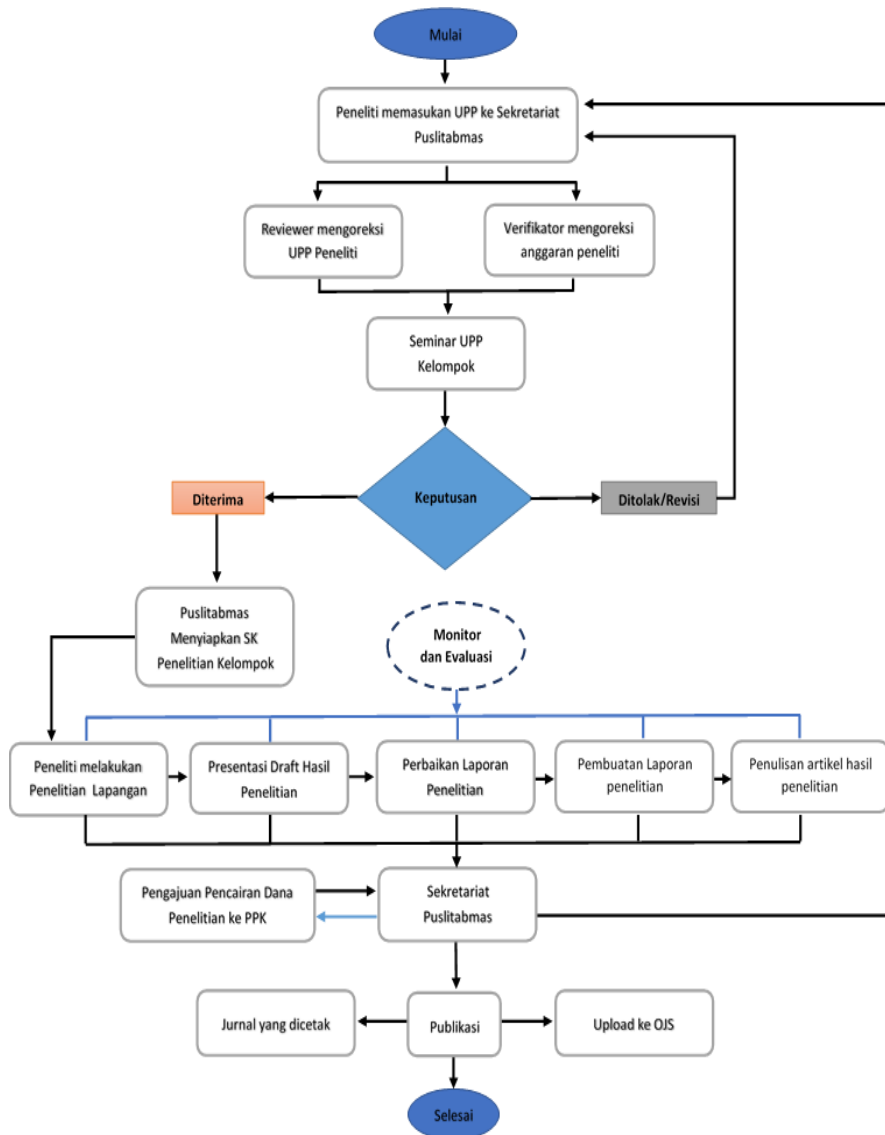 Mulai
Peneliti memasukan UPP ke Sekretariat
Puslitabmas
Reviewer mengoreksi
UPP Peneliti
Verifikator mengoreksi
anggaran peneliti
Seminar UPP
Kelompok
Diterima
Keputusan
Ditolak/Revisi
Puslitabmas
Menyiapkan SK
Penelitian Kelompok
Monitor
dan Evaluasi
Peneliti melakukan
Penelitian Lapangan
Presentasi Draft Hasil
Penelitian
Perbaikan Laporan
Penelitian
Pembuatan Laporan
penelitian
Penulisan artikel hasil
penelitian
Pengajuan Pencairan Dana
Penelitian ke PPK
Sekretariat
Puslitabmas
Jurnal yang dicetak
Publikasi
Upload ke OJS
Selesai